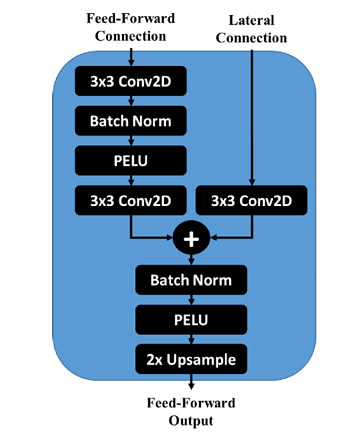 Feed-Forward
Connection
Lateral
Connection
3x3 Conv2D
Batch Norm
PELU
3x3 Conv2D
3x3 Conv2D
+
Batch Norm
PELU
2x Upsample
Feed-Forward
Output